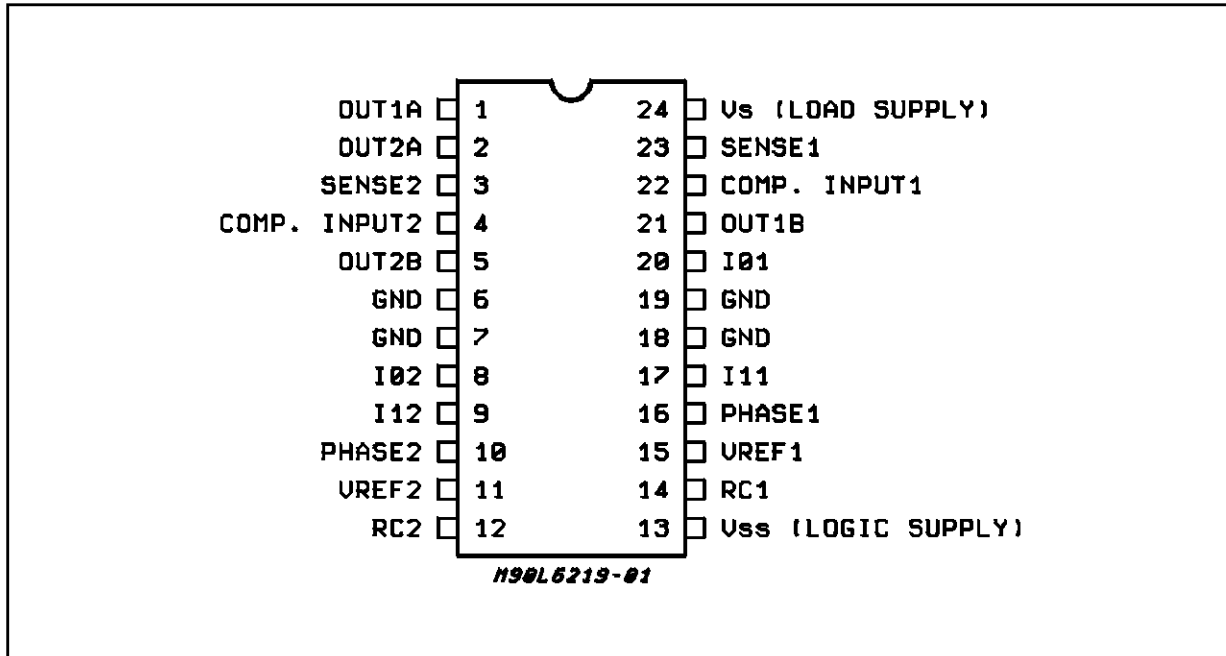 OUT1A 1 24 Vs (LOAD SUPPLY)
OUT2A 2 23 SENSE1
SENSE2 3 22 COMP. INPUT1
COMP. INPUT2 4 21 OUT1B
OUT2B 5 20 I01
GND 6 19 GND
GND 7 18 GND
I02 8 17 I11
I12 9 16 PHASE1
PHASE2 10 15 VREF1
VREF2 11 14 RC1
RC2 12 13 Vss (LOGIC SUPPLY)
M90L6219-01